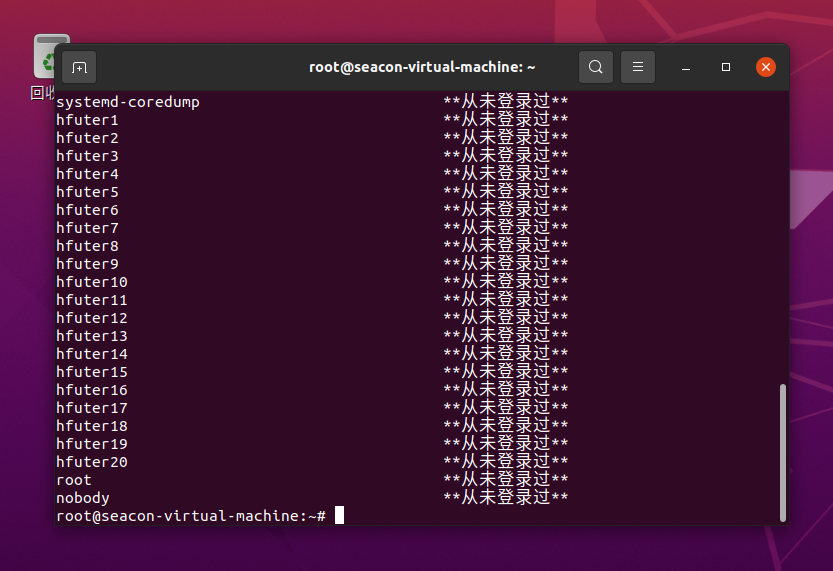 回收
root@seacon-virtual-machine: ~
systemd-coredump **从未登录过**
hfuter1 **从未登录过**
hfuter2 **从未登录过**
hfuter3 **从未登录过**
hfuter4 **从未登录过**
hfuter5 **从未登录过**
hfuter6 **从未登录过**
hfuter7 **从未登录过**
hfuter8 **从未登录过**
hfuter9 **从未登录过**
hfuter10 **从未登录过**
hfuter11 **从未登录过**
hfuter12 **从未登录过**
hfuter13 **从未登录过**
hfuter14 **从未登录过**
hfuter15 **从未登录过**
hfuter16 **从未登录过**
hfuter17 **从未登录过**
hfuter18 **从未登录过**
hfuter19 **从未登录过**
hfuter20 **从未登录过**
root **从未登录过**
nobody **从未登录过**
root@seacon-virtual-machine:~#